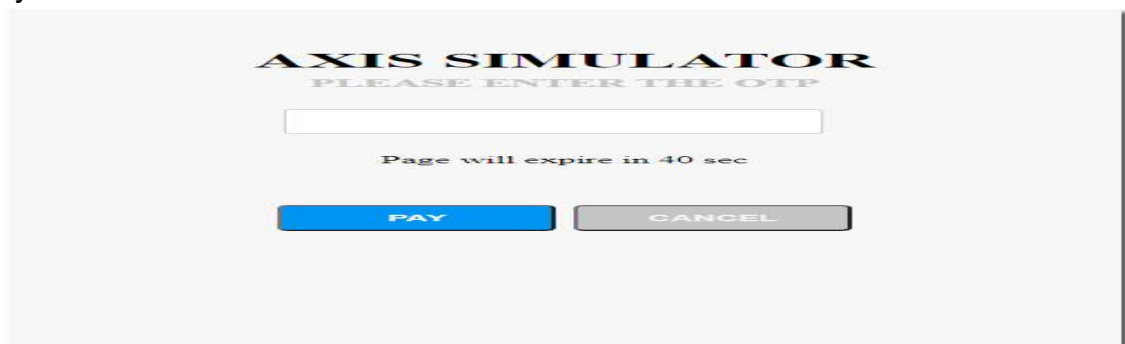 AXIS SIMULATOR
PLEASE ENTER THE OTP
Page will expire in 40 sec
PAY CANCEL